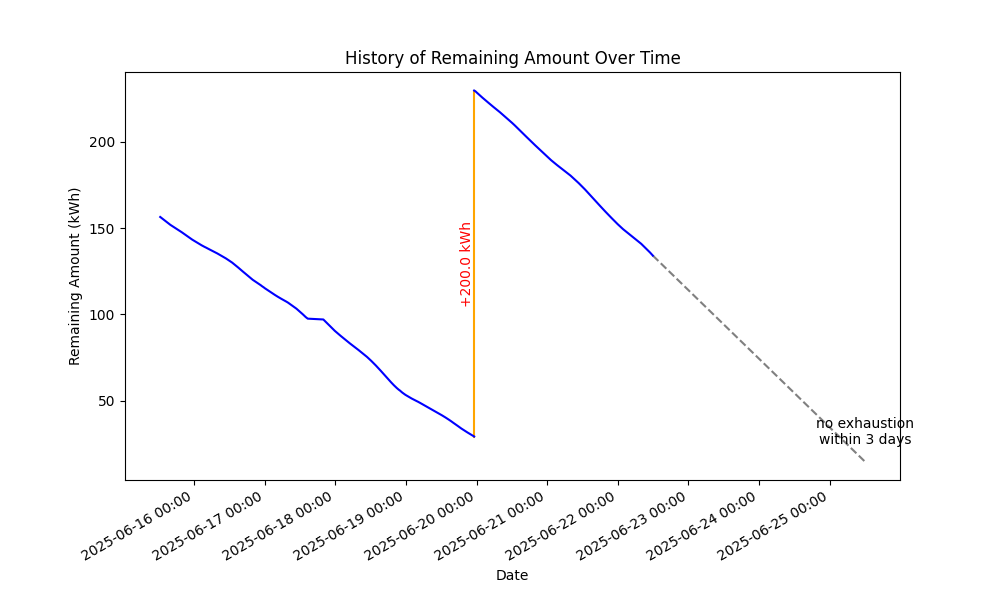 History of Remaining Amount Over Time
Remaining Amount (kWh)
200
150
100
50
+200.0 kWh
no exhaustion
within 3 days
2025-06-16 00:00
2025-06-17 00:00
2025-06-18 00:00
2025-06-19 00:00
2025-06-20 00:00
2025-06-21 00:00
2025-06-22 00:00
2025-06-23 00:00
2025-06-24 00:00
2025-06-25 00:00
Date